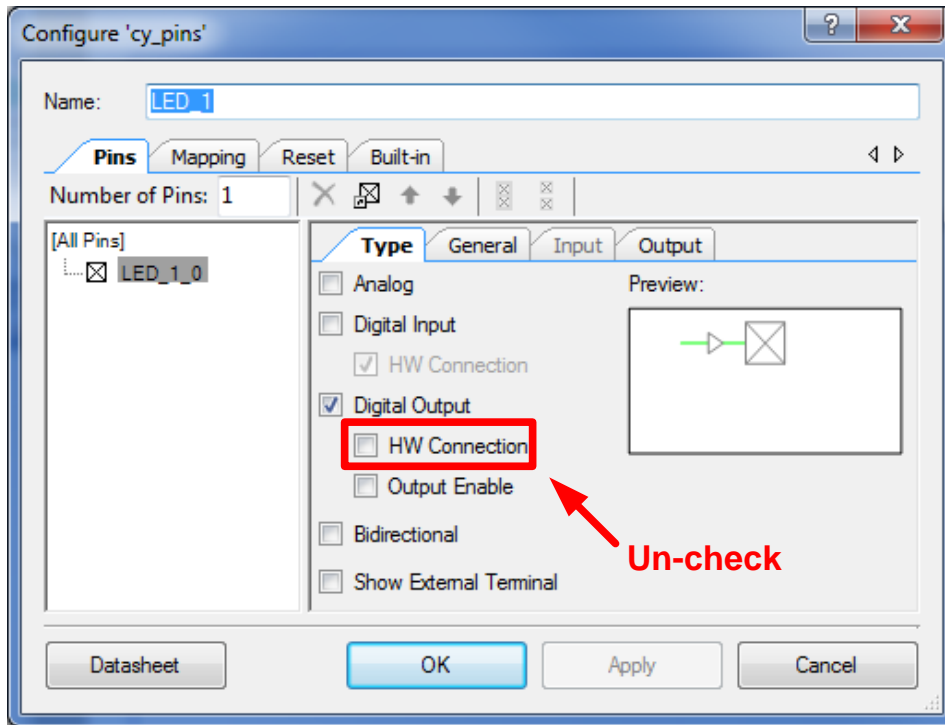 Configure 'cy_pins'
Name: LED_1
Pins Mapping Reset Built-in
Number of Pins: 1
[All Pins]
LED_1_0
Type General Input Output
Analog
Preview:
Digital Input
HW Connection
Digital Output
HW Connection
Output Enable
Bidirectional
Un-check
Show External Terminal
Datasheet OK Apply Cancel